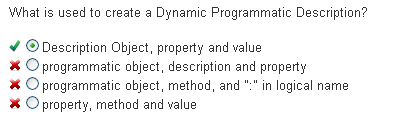 What is used to create a Dynamic Programmatic Description?
Description Object, property and value
programmatic object, description and property
programmatic object, method, and ":" in logical name
property, method and value